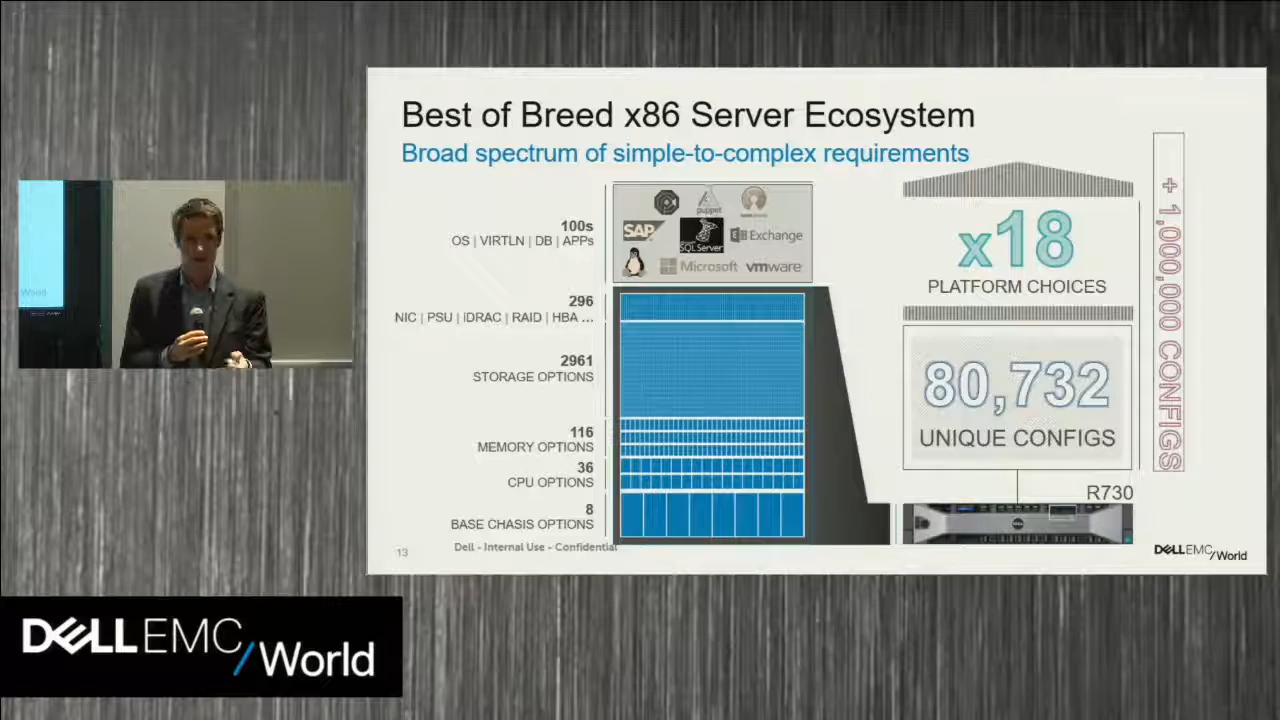 Best of Breed x86 Server Ecosystem
Broad spectrum of simple-to-complex requirements
100s
OS | VIRTLN | DB | APPs
puppet
SAP
SQL Server
Exchange
Microsoft
vmware
296
NIC | PSU | IDRAC | RAID | HBA ...
2961
STORAGE OPTIONS
116
MEMORY OPTIONS
36
CPU OPTIONS
8
BASE CHASIS OPTIONS
x18
PLATFORM CHOICES
80,732
UNIQUE CONFIGS
R730
+ 1,000,000 CONFIGS
13
Dell - Internal Use - Confidential
DELLEMC
/World
World
DELLEMC
/World